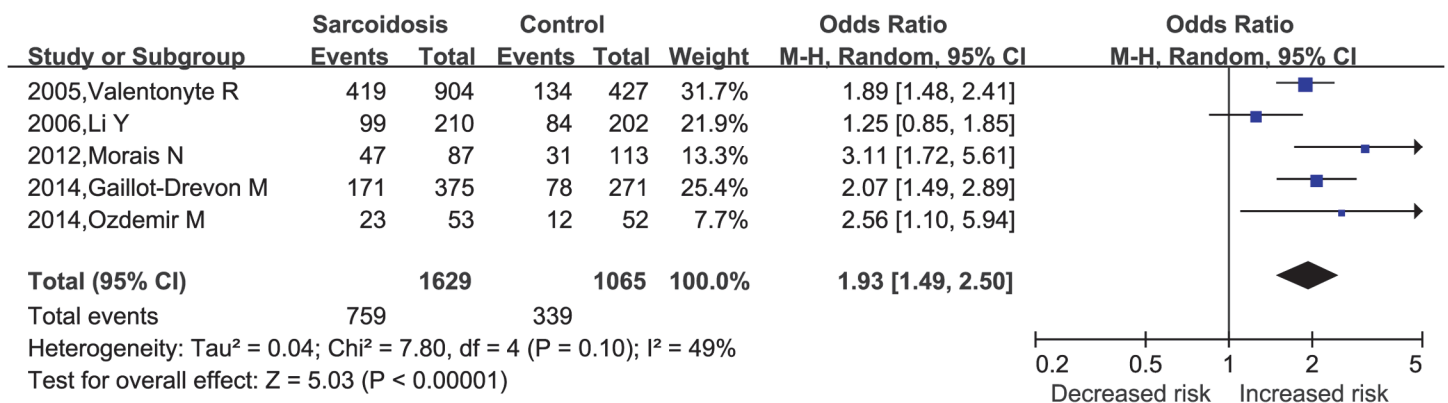 Sarcoidosis Control Odds Ratio Odds Ratio
Study or Subgroup Events Total Events Total Weight M-H, Random, 95% CI M-H, Random, 95% CI
2005,Valentonyte R 419 904 134 427 31.7% 1.89 [1.48, 2.41]
2006,Li Y 99 210 84 202 21.9% 1.25 [0.85, 1.85]
2012,Morais N 47 87 31 113 13.3% 3.11 [1.72, 5.61]
2014,Gaillot-Drevon M 171 375 78 271 25.4% 2.07 [1.49, 2.89]
2014,Ozdemir M 23 53 12 52 7.7% 2.56 [1.10, 5.94]
Total (95% CI) 1629 1065 100.0% 1.93 [1.49, 2.50]
Total events 759 339
Heterogeneity: Tau² = 0.04; Chi² = 7.80, df = 4 (P = 0.10); I² = 49%
Test for overall effect: Z = 5.03 (P < 0.00001)
0.2 0.5 1 2 5
Decreased risk Increased risk